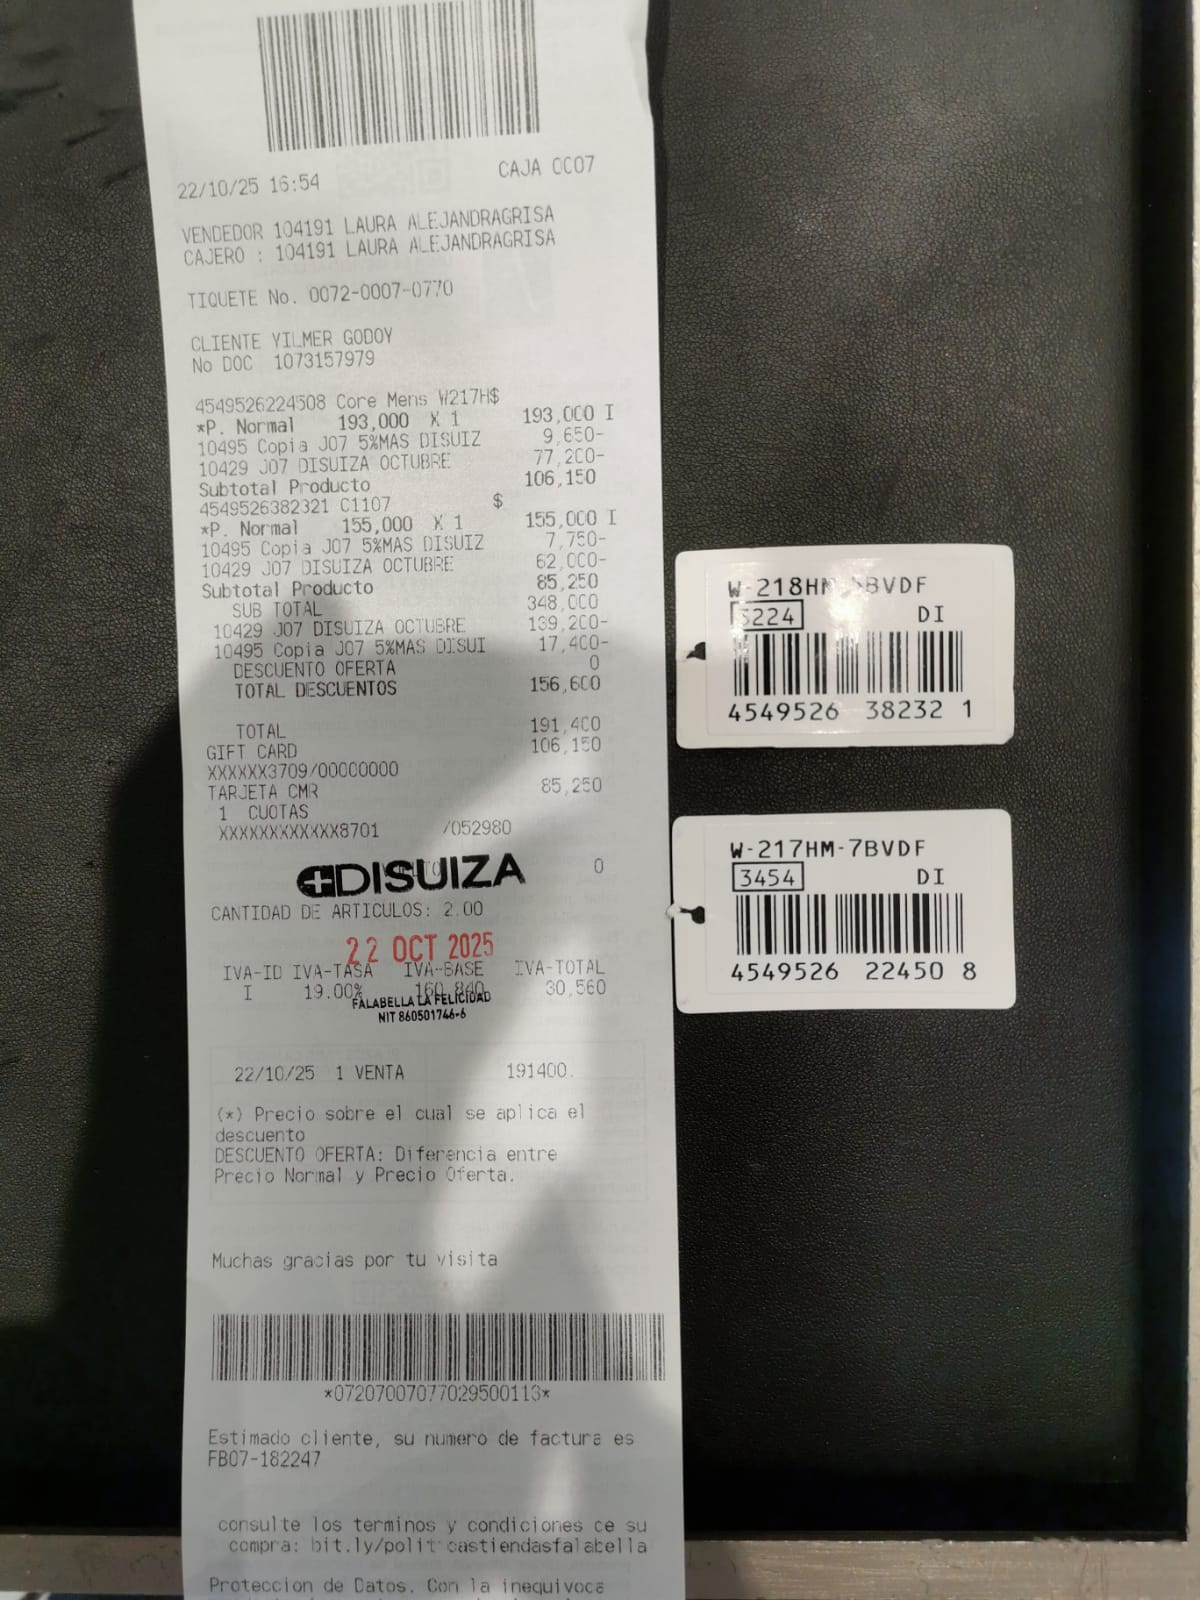 22/10/25 16:54 CAJA 0007
VENDEDOR 104191 LAURA ALEJANDRAGRISA
CAJERO : 104191 LAURA ALEJANDRAGRISA
TIQUETE No. 0072-0007-0770
CLIENTE YILMER GODOY
No DOC 1073157979
4549526224508 Core Mens W217H$
*P. Normal 193,000 X 1 193,000 I
10495 Copia J07 5%MAS DISUIZ 9,650-
10429 J07 DISUIZA OCTUBRE 77,200-
Subtotal Producto 106,150
4549526382321 C1107 $
*P. Normal 155,000 X 1 155,000 I
10495 Copia J07 5%MAS DISUIZ 7,750-
10429 J07 DISUIZA OCTUBRE 62,000-
Subtotal Producto 85,250
SUB TOTAL 348,000
10429 J07 DISUIZA OCTUBRE 139,200-
10495 Copia J07 5%MAS DISUI 17,400-
DESCUENTO OFERTA 0
TOTAL DESCUENTOS 156,600
TOTAL 191,400
GIFT CARD 106,150
XXXXXX3709/00000000
TARJETA CMR 85,250
1 CUOTAS
XXXXXXXXXXXX8701 /052980
DISUIZA 0
CANTIDAD DE ARTICULOS: 2.00
22 OCT 2025
IVA-ID IVA-TASA IVA-BASE IVA-TOTAL
I 19.00% 160,840 30,560
FALABELLA LA FELICIDAD
NIT 860501746-6
22/10/25 1 VENTA 191400.
(*) Precio sobre el cual se aplica el
descuento
DESCUENTO OFERTA: Diferencia entre
Precio Normal y Precio Oferta.
Muchas gracias por tu visita
*07207007077029500113*
Estimado cliente, su numero de factura es
FB07-182247
consulte los terminos y condiciones de su
compra: bit.ly/politicastiendasfalabella
Proteccion de Datos. Con la inequivoca
W-218HM-
BVDF
5224 DI
4549526 38232 1
W-217HM-7BVDF
3454 DI
4549526 22450 8